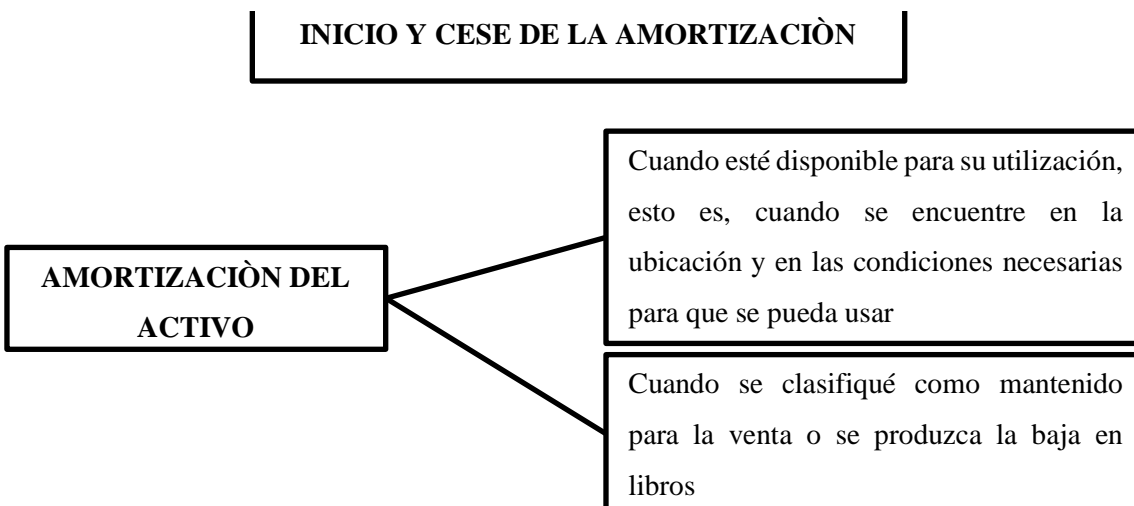 INICIO Y CESE DE LA AMORTIZACIÒN
Cuando esté disponible para su utilización,
esto es, cuando se encuentre en la
ubicación y en las condiciones necesarias
para que se pueda usar
AMORTIZACIÒN DEL
ACTIVO
Cuando se clasifiqué como mantenido
para la venta o se produzca la baja en
libros